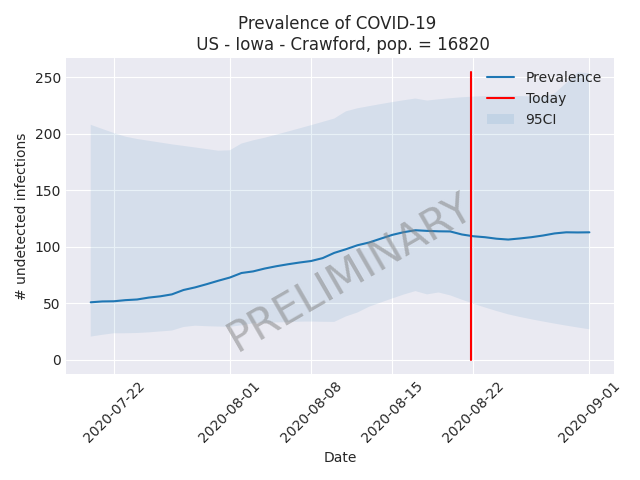 Prevalence of COVID-19
US - Iowa - Crawford, pop. = 16820
250
200
150
100
50
0
# undetected infections
Prevalence
Today
95CI
PRELIMINARY
2020-07-22
2020-08-01
2020-08-08
2020-08-15
2020-08-22
2020-09-01
Date